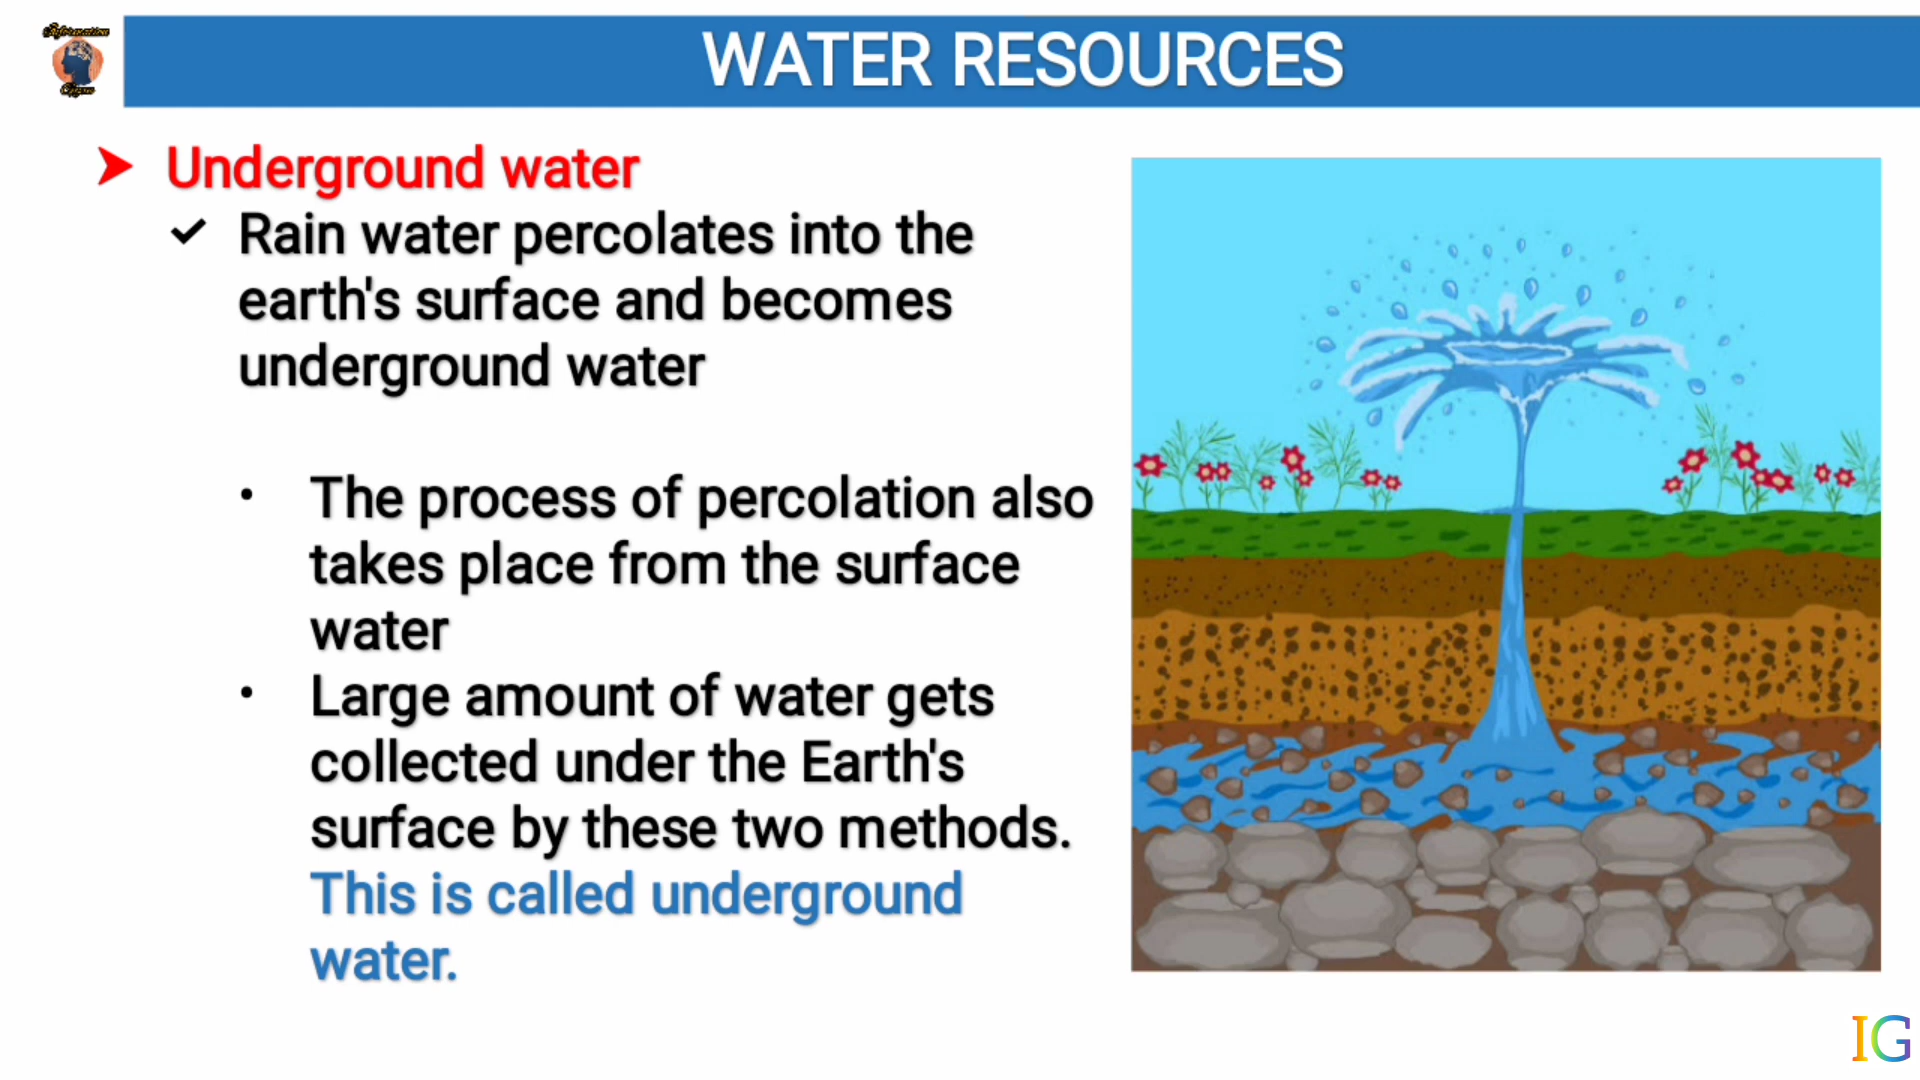 WATER RESOURCES
Underground water
Rain water percolates into the
earth's surface and becomes
underground water
The process of percolation also
takes place from the surface
water
Large amount of water gets
collected under the Earth's
surface by these two methods.
This is called underground
water.
IG